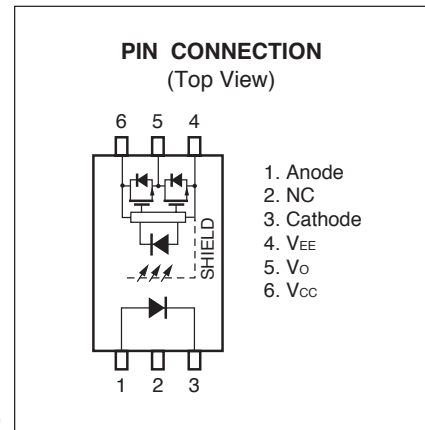 PIN CONNECTION
(Top View)
6 5 4
SHIELD
1 2 3
1. Anode
2. NC
3. Cathode
4. VEE
5. VO
6. VCC